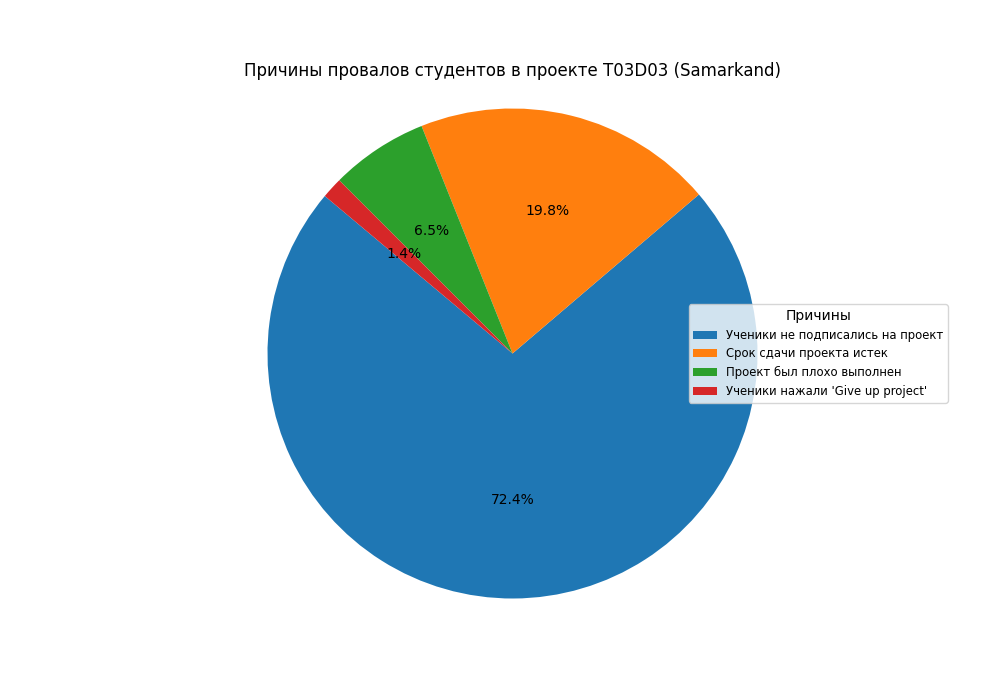 Причины провалов студентов в проекте T03D03 (Samarkand)
19.8%
6.5%
1.4%
72.4%
Причины
Ученики не подписались на проект
Срок сдачи проекта истек
Проект был плохо выполнен
Ученики нажали 'Give up project'